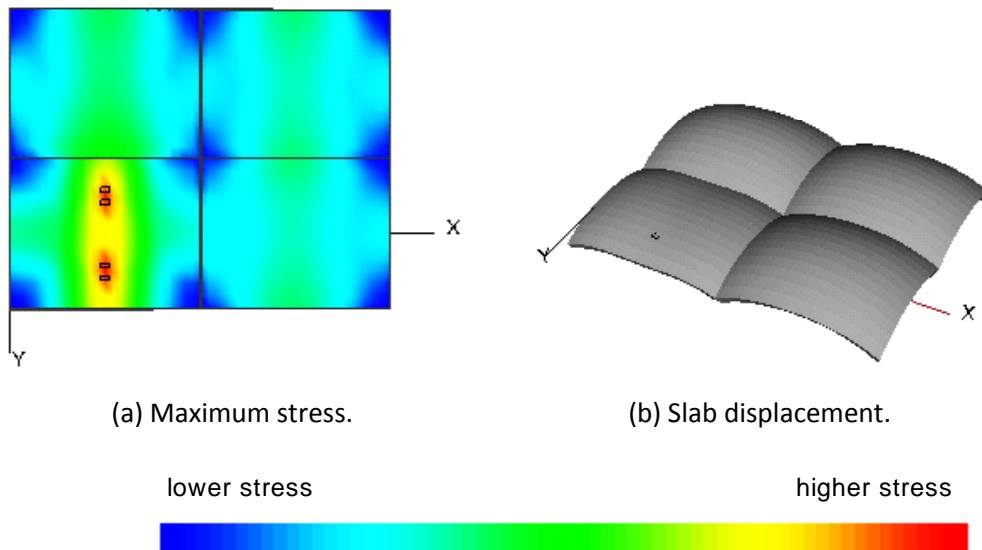 X
Y
Y
X
(a) Maximum stress.
(b) Slab displacement.
lower stress
higher stress